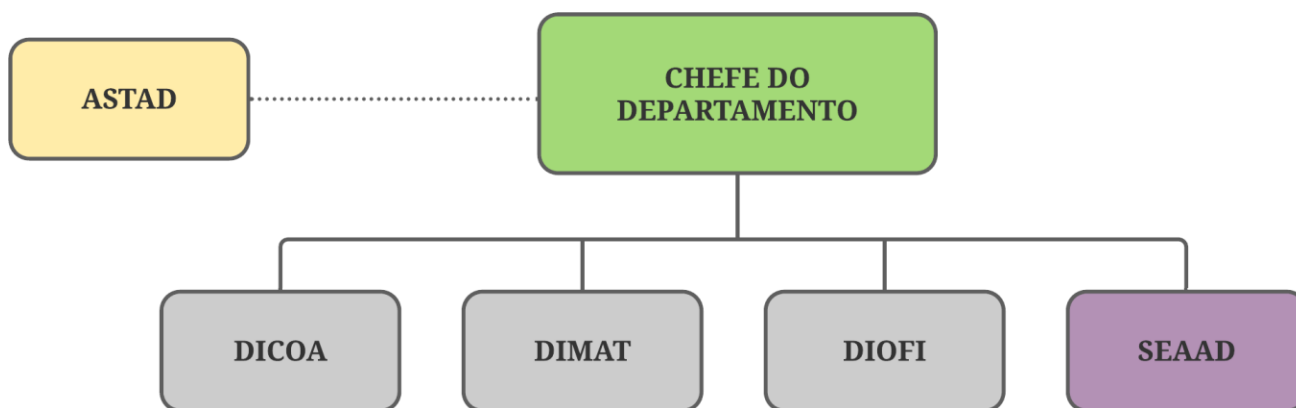 ASTAD
CHEFE DO
DEPARTAMENTO
DICOA
DIMAT
DIOFI
SEAAD